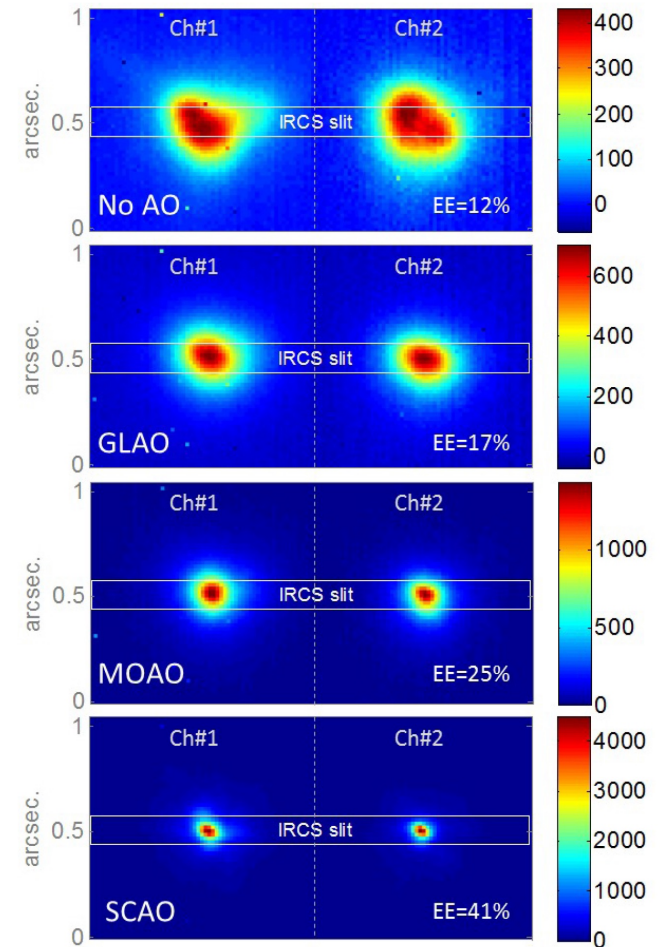 1
Ch#1 Ch#2 400
300
arcsec.
0.5 IRCS slit 200
100
No AO EE=12% 0
0
1
Ch#1 Ch#2 600
400
arcsec.
0.5 IRCS slit
200
GLAO EE=17%
0 0
1
Ch#1 Ch#2
1000
arcsec.
0.5 IRCS slit
500
MOAO EE=25%
0 0
1
Ch#1 Ch#2 4000
3000
arcsec.
0.5 IRCS slit
2000
1000
SCAO EE=41%
0 0